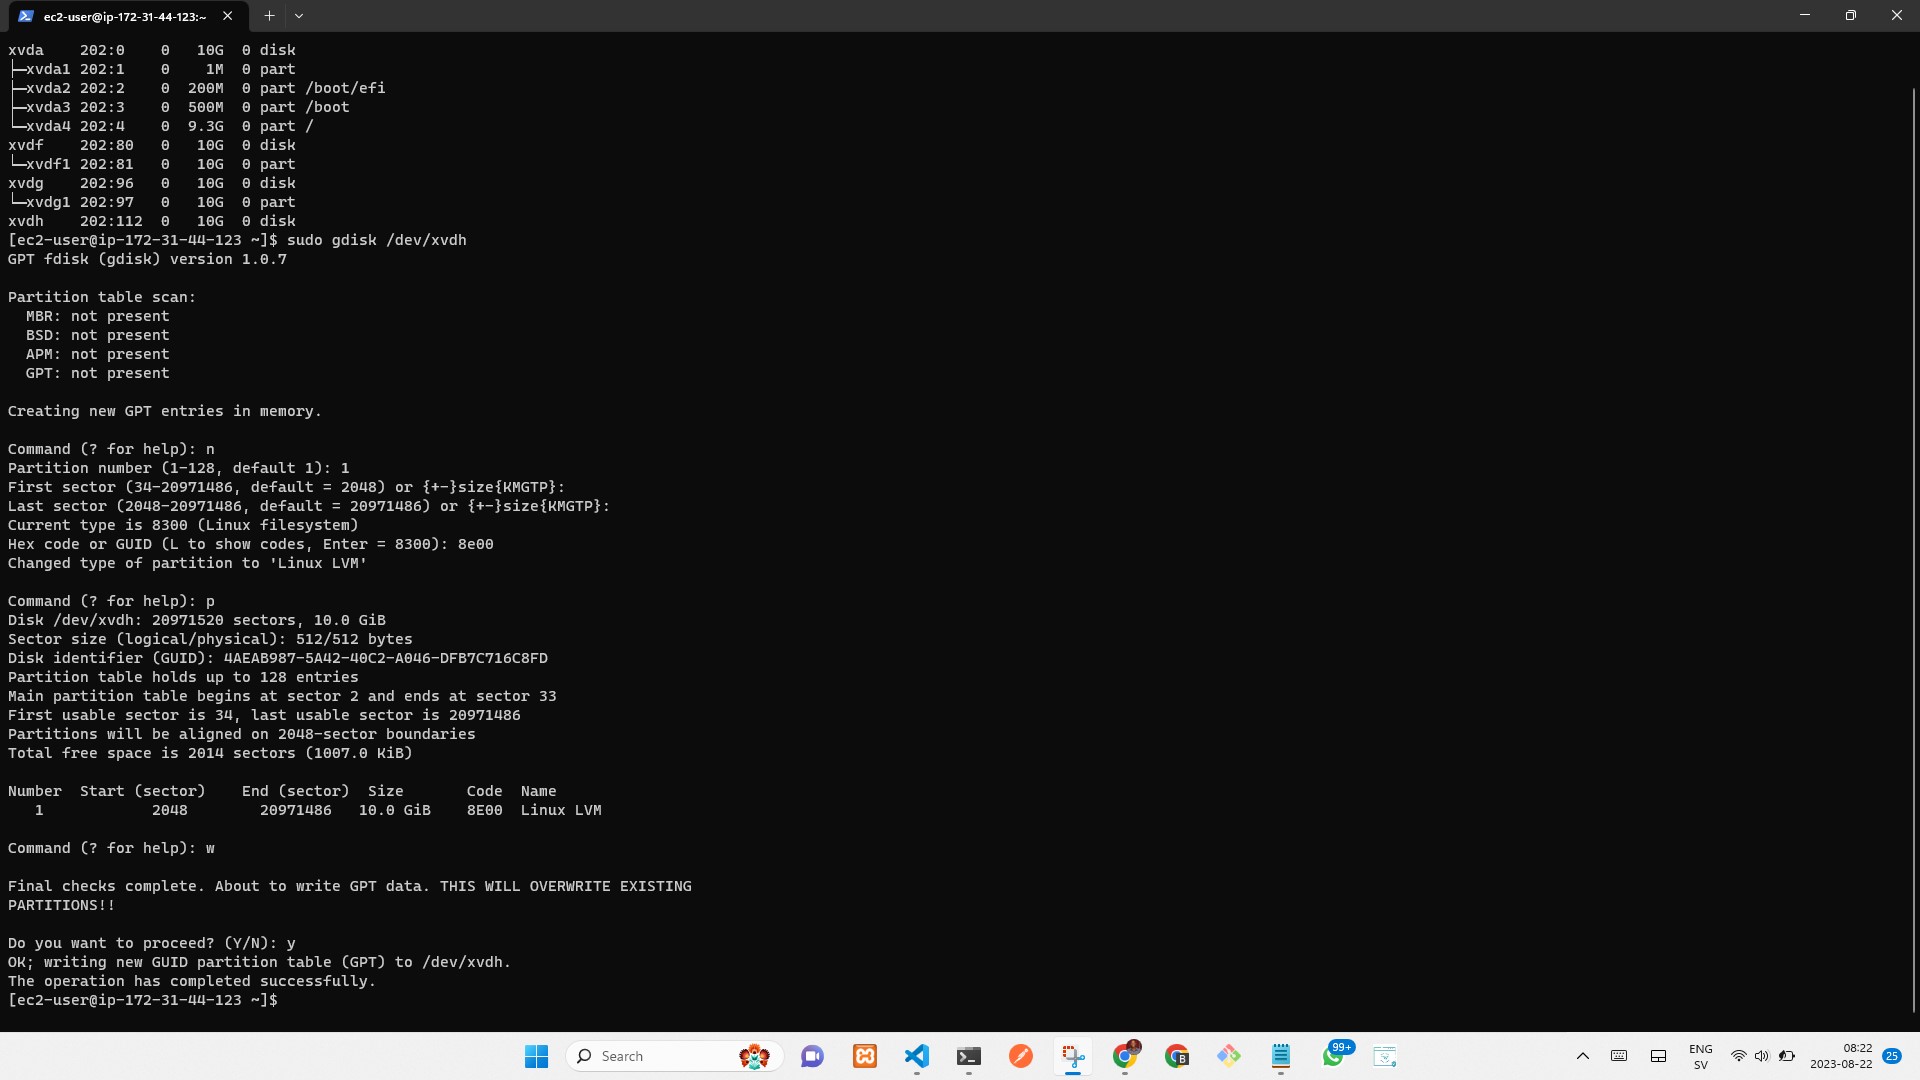 ec2-user@ip-172-31-44-123:~
xvda    202:0    0   10G  0 disk
├─xvda1 202:1    0    1M  0 part
├─xvda2 202:2    0  200M  0 part /boot/efi
├─xvda3 202:3    0  500M  0 part /boot
└─xvda4 202:4    0  9.3G  0 part /
xvdf    202:80   0   10G  0 disk
└─xvdf1 202:81   0   10G  0 part
xvdg    202:96   0   10G  0 disk
└─xvdg1 202:97   0   10G  0 part
xvdh    202:112  0   10G  0 disk
[ec2-user@ip-172-31-44-123 ~]$ sudo gdisk /dev/xvdh
GPT fdisk (gdisk) version 1.0.7
Partition table scan:
  MBR: not present
  BSD: not present
  APM: not present
  GPT: not present
Creating new GPT entries in memory.
Command (? for help): n
Partition number (1-128, default 1): 1
First sector (34-20971486, default = 2048) or {+-}size{KMGTP}:
Last sector (2048-20971486, default = 20971486) or {+-}size{KMGTP}:
Current type is 8300 (Linux filesystem)
Hex code or GUID (L to show codes, Enter = 8300): 8e00
Changed type of partition to 'Linux LVM'
Command (? for help): p
Disk /dev/xvdh: 20971520 sectors, 10.0 GiB
Sector size (logical/physical): 512/512 bytes
Disk identifier (GUID): 4AEAB987-5A42-40C2-A046-DFB7C716C8FD
Partition table holds up to 128 entries
Main partition table begins at sector 2 and ends at sector 33
First usable sector is 34, last usable sector is 20971486
Partitions will be aligned on 2048-sector boundaries
Total free space is 2014 sectors (1007.0 KiB)
Number  Start (sector)    End (sector)  Size       Code  Name
   1            2048        20971486   10.0 GiB    8E00  Linux LVM
Command (? for help): w
Final checks complete. About to write GPT data. THIS WILL OVERWRITE EXISTING
PARTITIONS!!
Do you want to proceed? (Y/N): y
OK; writing new GUID partition table (GPT) to /dev/xvdh.
The operation has completed successfully.
[ec2-user@ip-172-31-44-123 ~]$
Search
B
99+
ENG
SV
08:22
2023-08-22
25